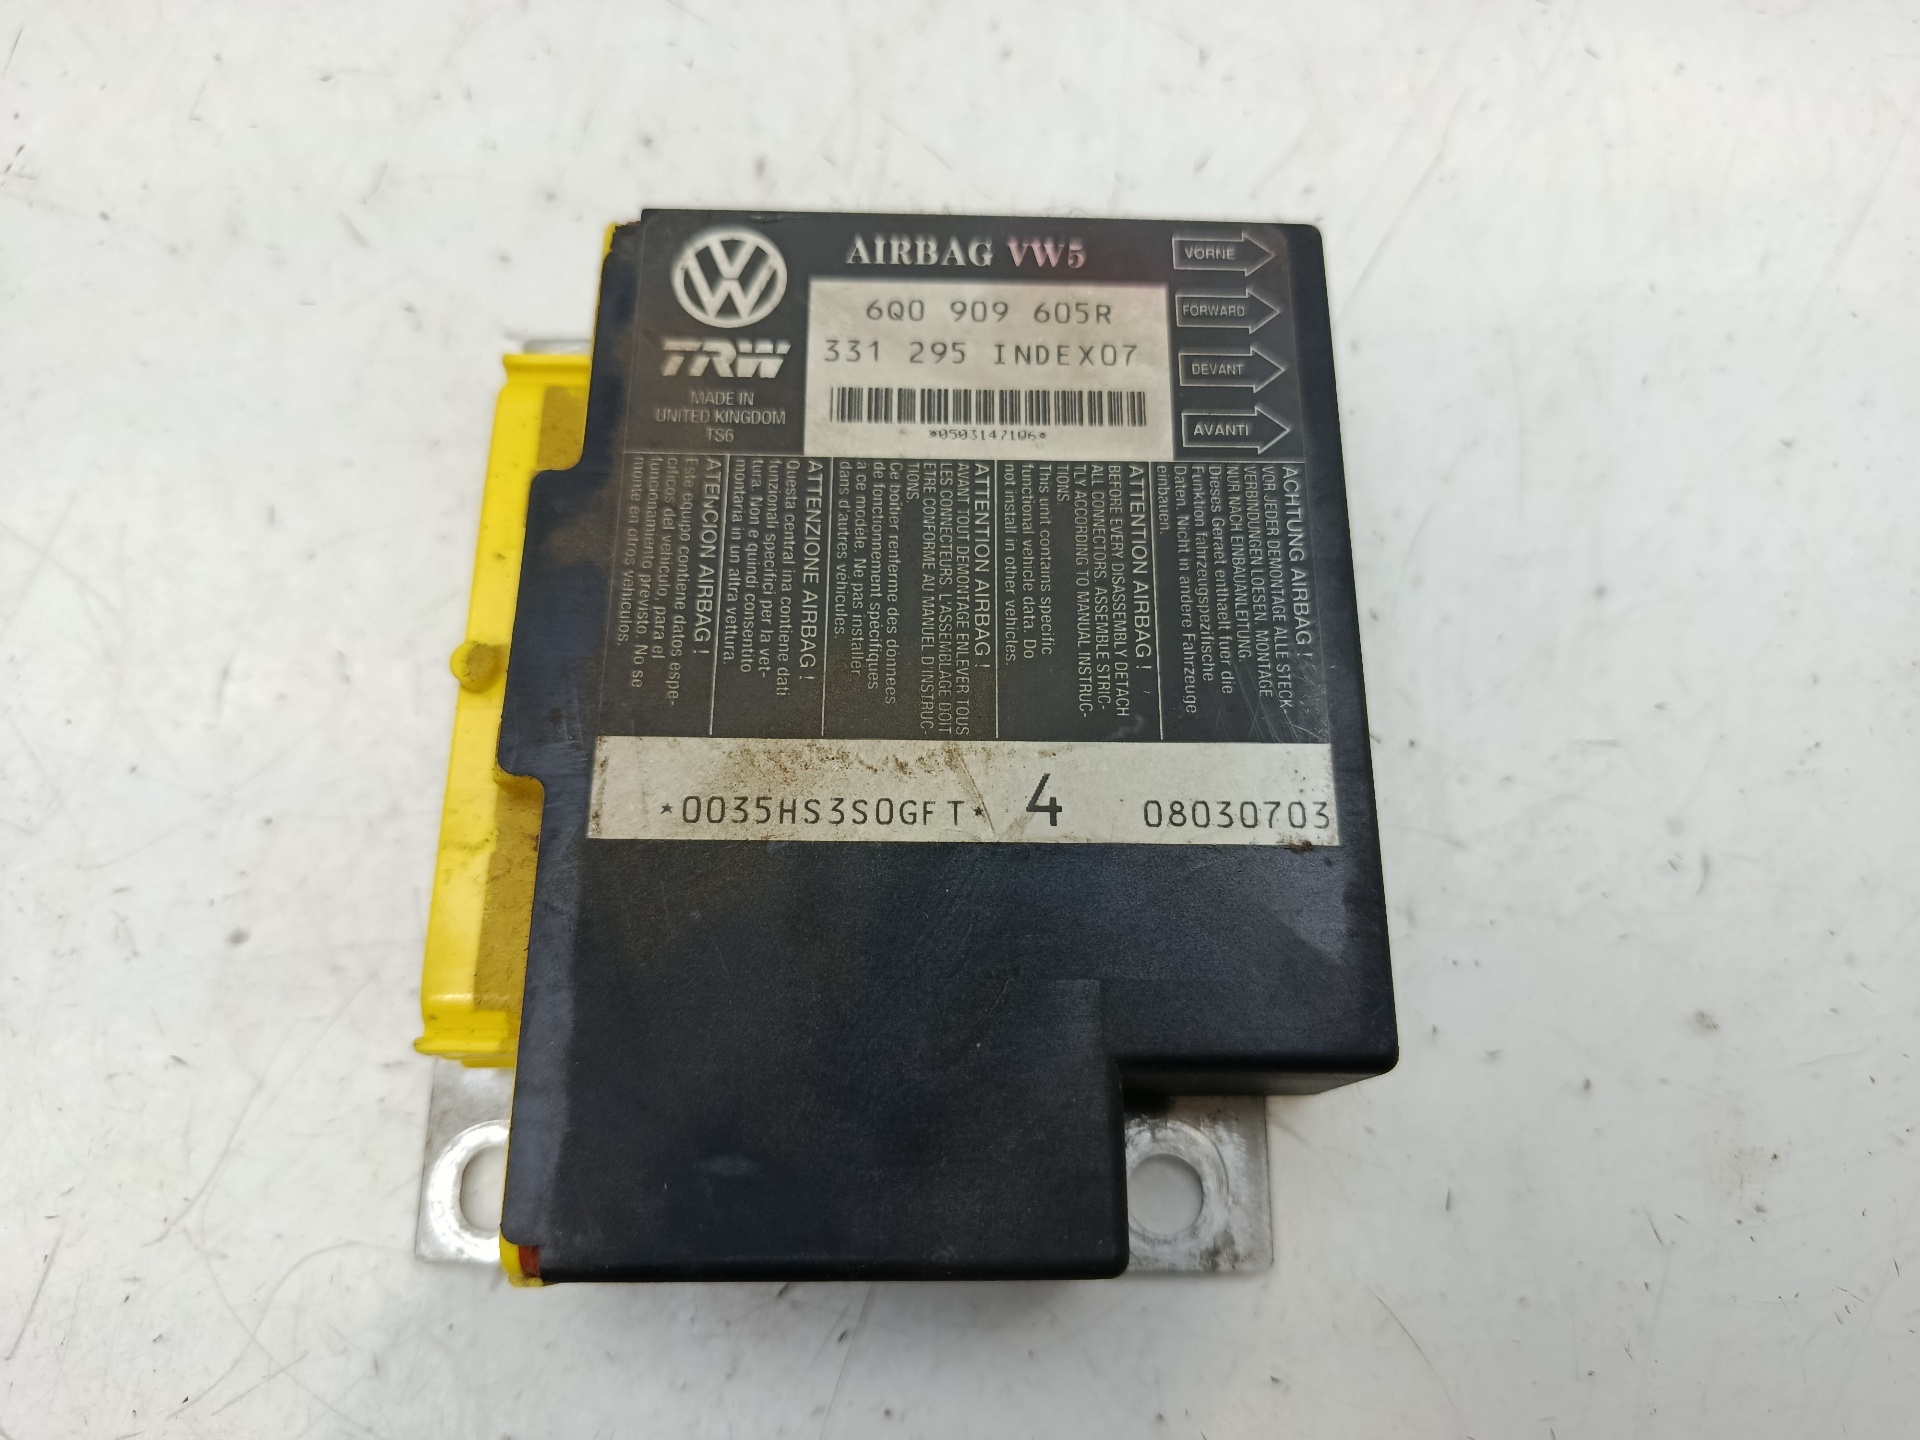 AIRBAG VW5
6Q0 909 605R
331 295 INDEX07
*0503147106*
TRW
MADE IN
UNITED KINGDOM
TS6
VORNE
FORWARD
DEVANT
AVANTI
ACHTUNG AIRBAG !
VOR JEDER DEMONTAGE ALLE STECK-
VERBINDUNGEN LOESEN. MONTAGE
NUR NACH EINBAUANLEITUNG.
Dieses Geraet enthaelt fuer die
Funktion fahrzeugspezifische
Daten. Nicht in andere Fahrzeuge
einbauen.
ATTENTION AIRBAG !
BEFORE EVERY DISASSEMBLY DETACH
ALL CONNECTORS. ASSEMBLE STRIC-
TLY ACCORDING TO MANUAL INSTRUC-
TIONS.
This unit contains specific
functional vehicle data. Do
not install in other vehicles.
ATTENTION AIRBAG !
AVANT TOUT DEMONTAGE ENLEVER TOUS
LES CONNECTEURS. L'ASSEMBLAGE DOIT
ETRE CONFORME AU MANUEL D'INSTRUC-
TIONS.
Ce boîtier renferme des données
de fonctionnement spécifiques
a ce modele. Ne pas installer
dans d'autres véhicules.
ATTENZIONE AIRBAG !
Questa central ina contiene dati
funzionali specifici per la vet-
tura. Non e quindi consentito
montarla in un altra vettura.
ATENCION AIRBAG !
Este equipo contiene datos espe-
cificos del vehiculo, para el
funcionamiento previsto. No se
monte en otros vehiculos.
*0035HS3S0GFT* 4 08030703